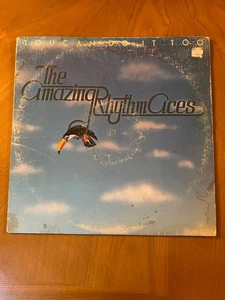 TOUCAN DO IT TOO
The
Amazing Rhythm Aces